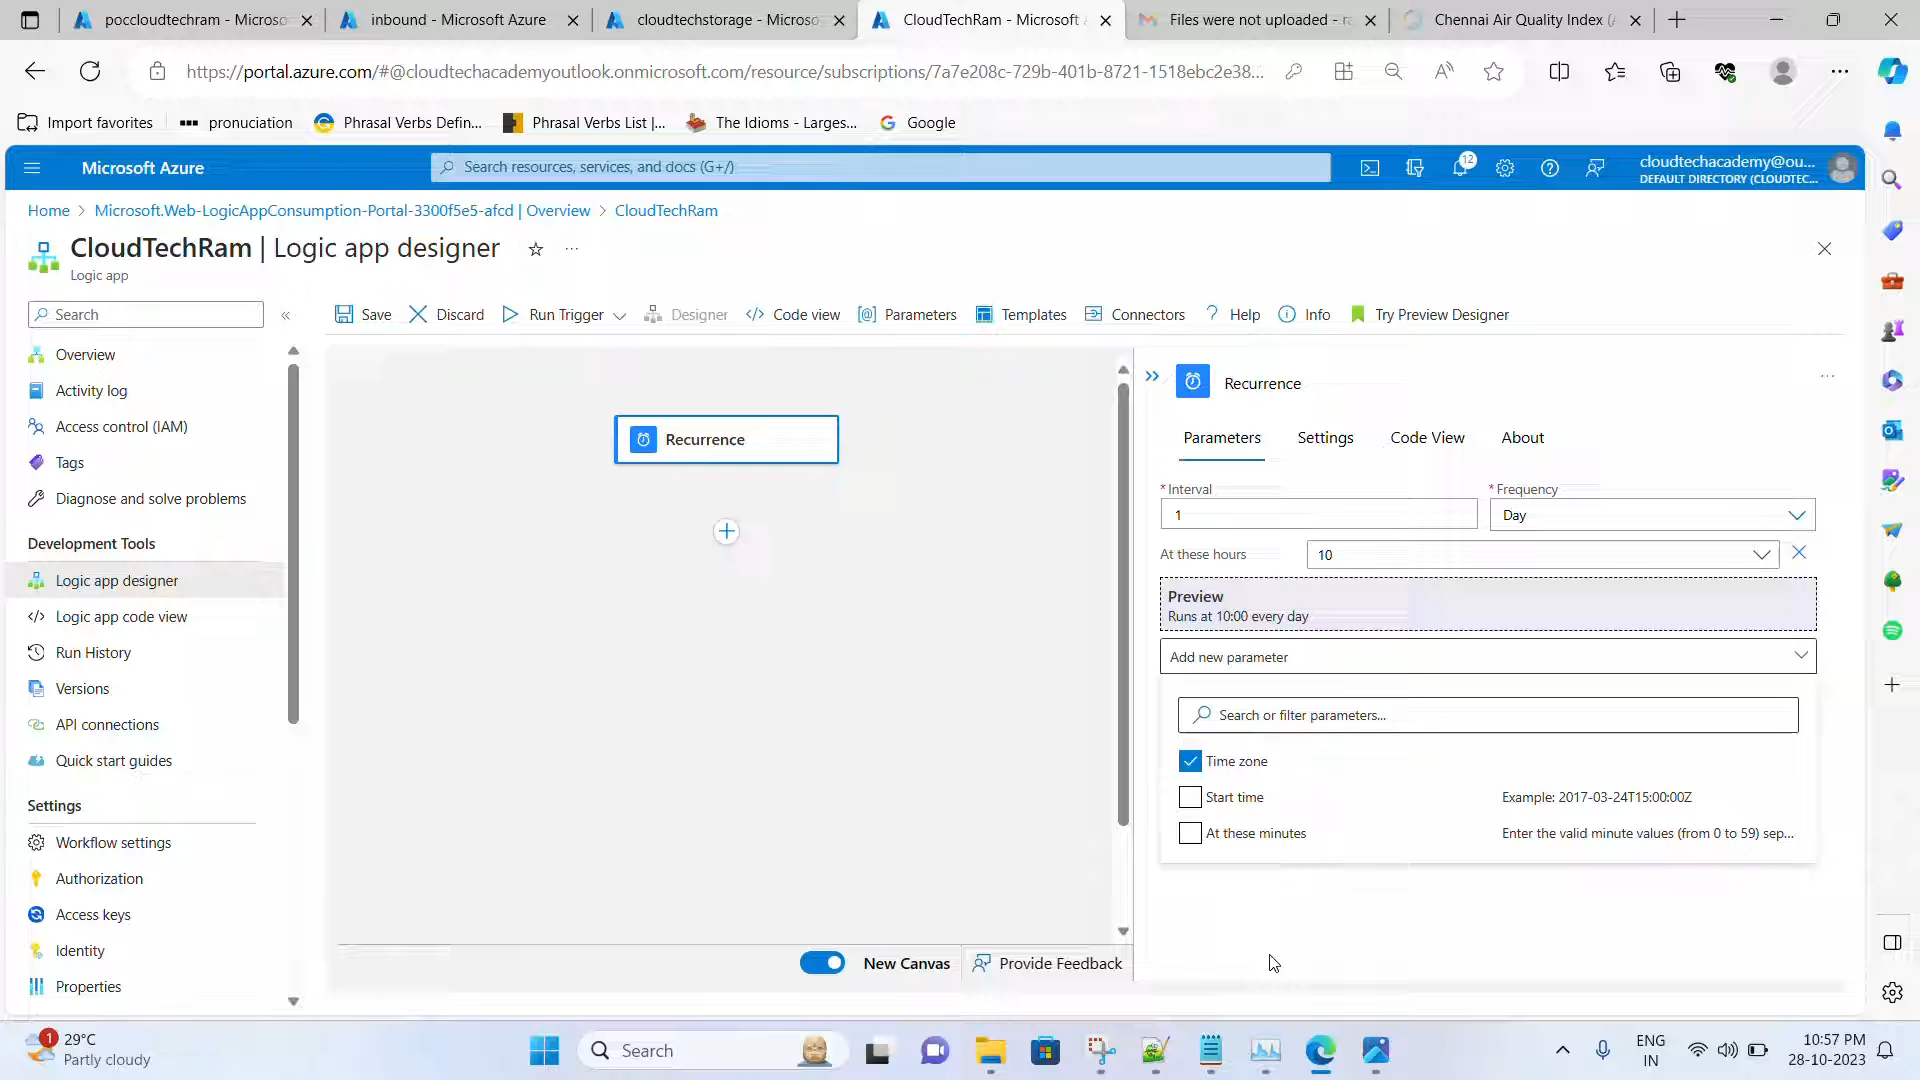 poccloudtechram - Microso
inbound - Microsoft Azure
cloudtechstorage - Microso
CloudTechRam - Microsoft
Files were not uploaded - r
Chennai Air Quality Index (
https://portal.azure.com/#@cloudtechacademyoutlook.onmicrosoft.com/resource/subscriptions/7a7e208c-729b-401b-8721-1518ebc2e38...
Import favorites
pronuciation
Phrasal Verbs Defin...
Phrasal Verbs List |...
The Idioms - Larges...
Google
Microsoft Azure
Search resources, services, and docs (G+/)
12
cloudtechacademy@ou...
DEFAULT DIRECTORY (CLOUDTEC...
Home > Microsoft.Web-LogicAppConsumption-Portal-3300f5e5-afcd | Overview > CloudTechRam
CloudTechRam | Logic app designer
Logic app
Search
Save
Discard
Run Trigger
Designer
Code view
Parameters
Templates
Connectors
Help
Info
Try Preview Designer
Overview
Activity log
Access control (IAM)
Tags
Diagnose and solve problems
Development Tools
Logic app designer
Logic app code view
Run History
Versions
API connections
Quick start guides
Settings
Workflow settings
Authorization
Access keys
Identity
Properties
Recurrence
New Canvas
Provide Feedback
Recurrence
Parameters
Settings
Code View
About
* Interval
* Frequency
1
Day
At these hours
10
Preview
Runs at 10:00 every day
Add new parameter
Search or filter parameters...
Time zone
Start time
Example: 2017-03-24T15:00:00Z
At these minutes
Enter the valid minute values (from 0 to 59) sep...
1
29°C
Partly cloudy
Search
ENG
IN
10:57 PM
28-10-2023